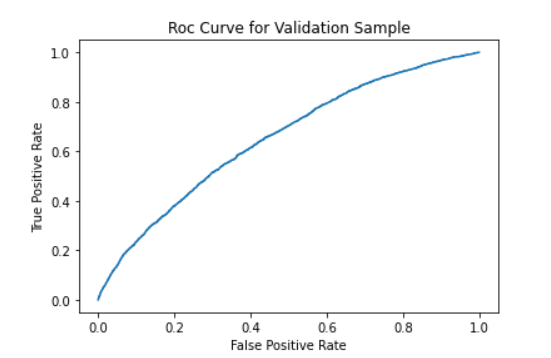 Roc Curve for Validation Sample
1.0
0.8
0.6
0.4
0.2
0.0
True Positive Rate
0.0 0.2 0.4 0.6 0.8 1.0
False Positive Rate